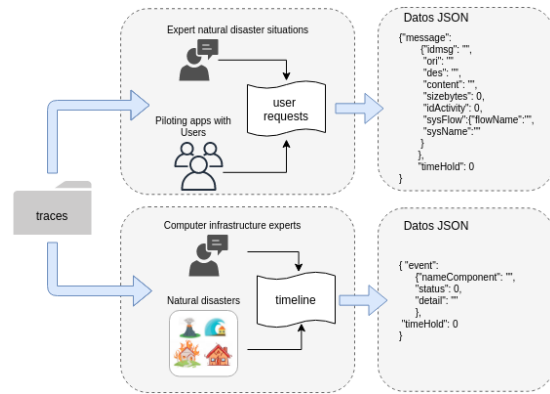 traces
Expert natural disaster situations
Piloting apps with
Users
user
requests
Datos JSON
{"message":
{"idmsg": "",
"ori": "",
"des": "",
"content": "",
"sizebytes": 0,
"idActivity": 0,
"sysFlow":{"flowName":"",
"sysName":""
}
},
"timeHold": 0
}
Computer infrastructure experts
Natural disasters
timeline
Datos JSON
{ "event":
{"nameComponent": "",
"status": 0,
"detail": ""
},
"timeHold": 0
}